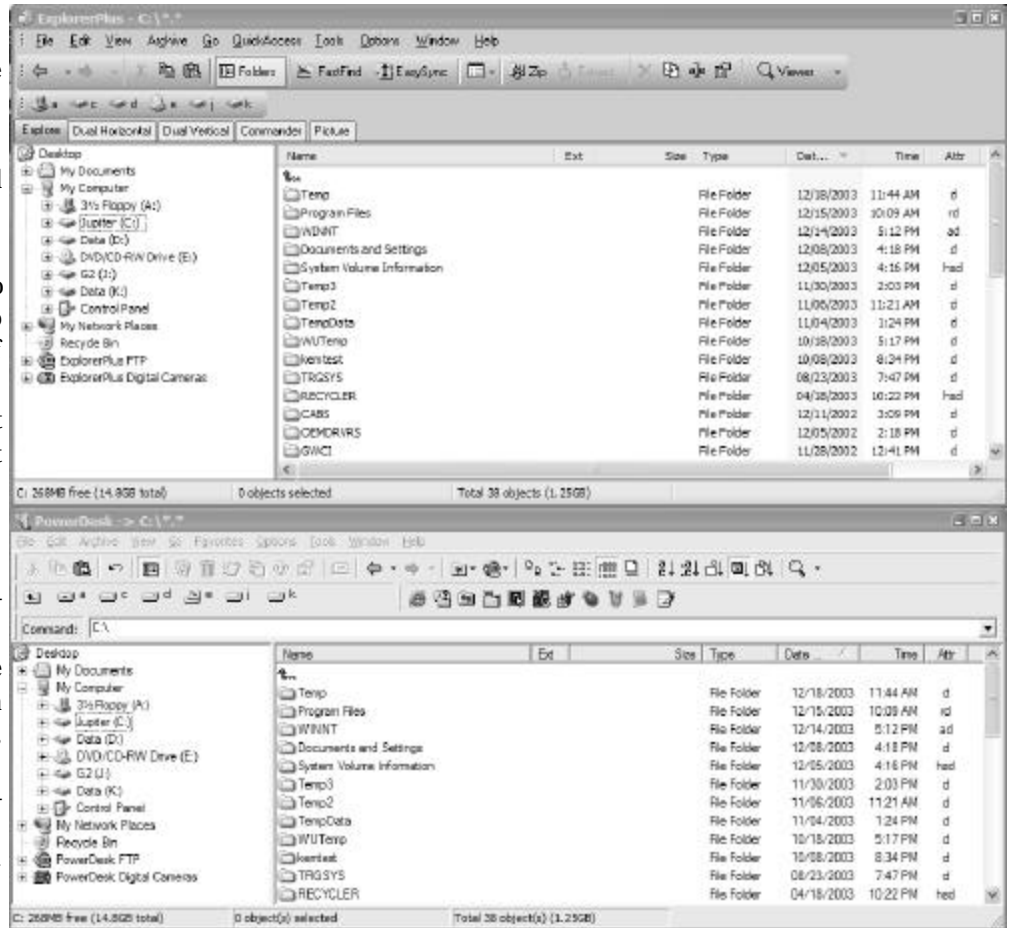 ExplorerPlus - C:\*.*
File Edit View Archive Go QuickAccess Tools Options Window Help
Folders FastFind EasySync Zip Viewer
a c d e j k
Explore Dual Horizontal Dual Vertical Commander Picture
Desktop
My Documents
My Computer
3½ Floppy (A:)
Jupiter (C:)
Data (D:)
DVD/CD-RW Drive (E:)
G2 (J:)
Data (K:)
Control Panel
My Network Places
Recycle Bin
ExplorerPlus FTP
ExplorerPlus Digital Cameras
Name Ext Size Type Dat... Time Attr
Temp File Folder 12/18/2003 11:44 AM d
Program Files File Folder 12/15/2003 10:09 AM rd
WINNT File Folder 12/14/2003 5:12 PM ad
Documents and Settings File Folder 12/08/2003 4:18 PM d
System Volume Information File Folder 12/05/2003 4:16 PM hsd
Temp3 File Folder 11/30/2003 2:03 PM d
Temp2 File Folder 11/06/2003 11:21 AM d
TempData File Folder 11/04/2003 1:24 PM d
WUTemp File Folder 10/18/2003 5:17 PM d
kemtest File Folder 10/08/2003 8:34 PM d
TRGSYS File Folder 08/23/2003 7:47 PM d
RECYCLER File Folder 04/18/2003 10:22 PM hsd
CABS File Folder 12/11/2002 3:09 PM d
OEMDRVRS File Folder 12/05/2002 2:18 PM d
GWCI File Folder 11/28/2002 12:41 PM d
C: 268MB free (14.8GB total) 0 objects selected Total 38 objects (1.25GB)
PowerDesk -> C:\*.*
File Edit Archive View Go Favorites Options Tools Window Help
a c d e j k
Command: C:\
Desktop
My Documents
My Computer
3½ Floppy (A:)
Jupiter (C:)
Data (D:)
DVD/CD-RW Drive (E:)
G2 (J:)
Data (K:)
Control Panel
My Network Places
Recycle Bin
PowerDesk FTP
PowerDesk Digital Cameras
Name Ext Size Type Date ... Time Attr
Temp File Folder 12/18/2003 11:44 AM d
Program Files File Folder 12/15/2003 10:09 AM rd
WINNT File Folder 12/14/2003 5:12 PM ad
Documents and Settings File Folder 12/08/2003 4:18 PM d
System Volume Information File Folder 12/05/2003 4:16 PM hsd
Temp3 File Folder 11/30/2003 2:03 PM d
Temp2 File Folder 11/06/2003 11:21 AM d
TempData File Folder 11/04/2003 1:24 PM d
WUTemp File Folder 10/18/2003 5:17 PM d
kemtest File Folder 10/08/2003 8:34 PM d
TRGSYS File Folder 08/23/2003 7:47 PM d
RECYCLER File Folder 04/18/2003 10:22 PM hsd
C: 268MB free (14.8GB total) 0 object(s) selected Total 38 object(s) (1.25GB)